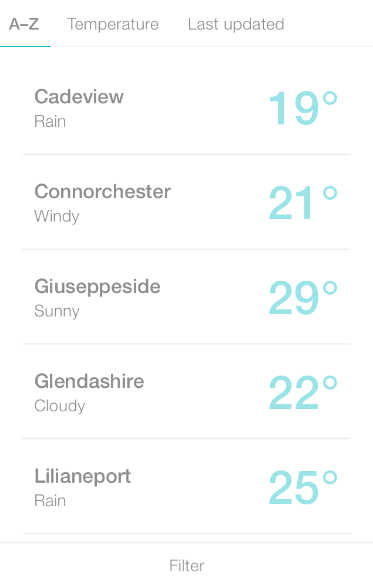 A–Z Temperature Last updated
Cadeview
Rain
19°
Connorchester
Windy
21°
Giuseppeside
Sunny
29°
Glendashire
Cloudy
22°
Lilianeport
Rain
25°
Filter